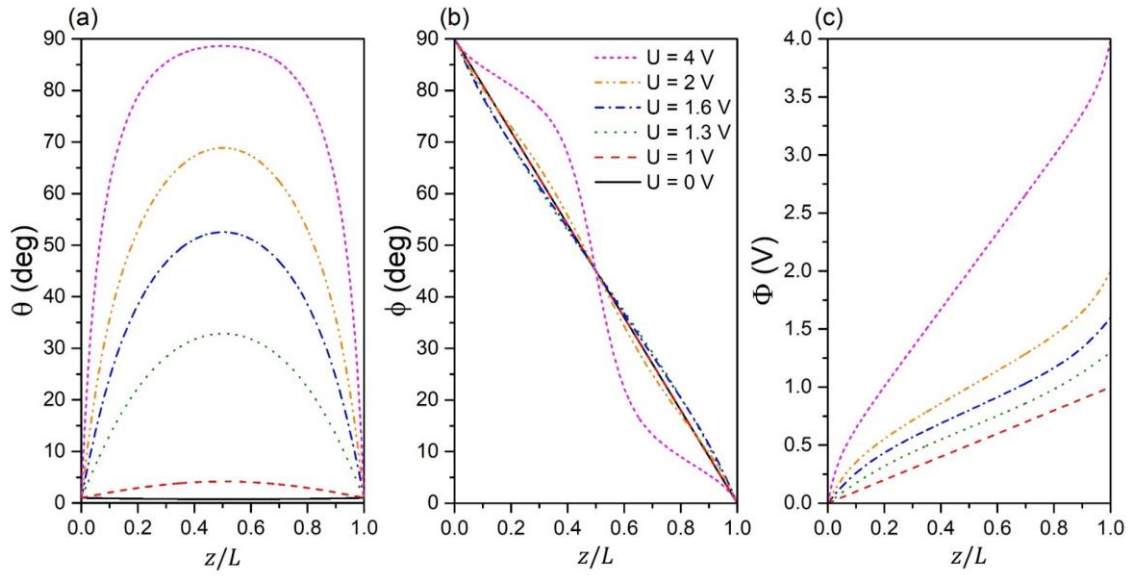 (a)
90
80
70
60
50
40
30
20
10
0
θ (deg)
0.0 0.2 0.4 0.6 0.8 1.0
z/L
(b)
90
80
70
60
50
40
30
20
10
0
ϕ (deg)
U = 4 V
U = 2 V
U = 1.6 V
U = 1.3 V
U = 1 V
U = 0 V
0.0 0.2 0.4 0.6 0.8 1.0
z/L
(c)
4.0
3.5
3.0
2.5
2.0
1.5
1.0
0.5
0.0
Φ (V)
0.0 0.2 0.4 0.6 0.8 1.0
z/L